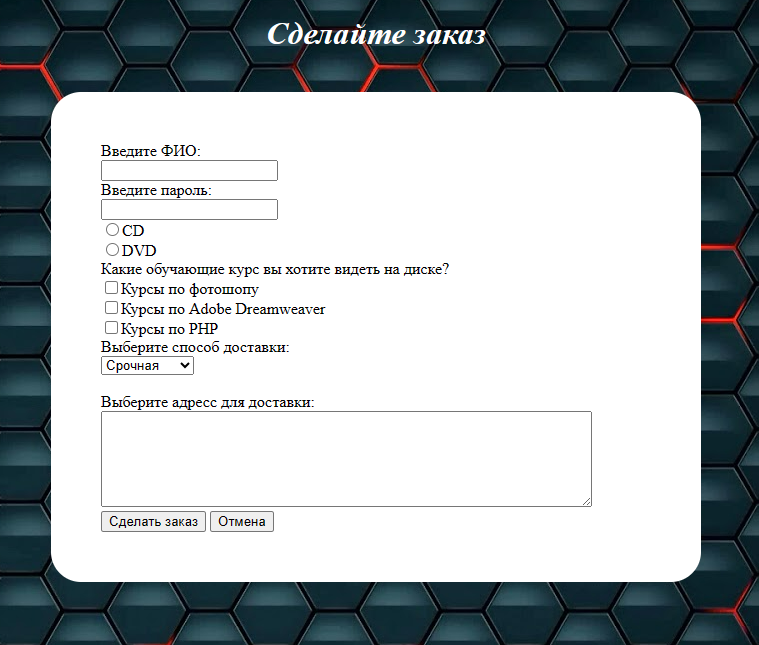 Сделайте заказ
Введите ФИО:
Введите пароль:
CD
DVD
Какие обучающие курс вы хотите видеть на диске?
Курсы по фотошопу
Курсы по Adobe Dreamweaver
Курсы по PHP
Выберите способ доставки:
Срочная
Выберите адресс для доставки:
Сделать заказ Отмена